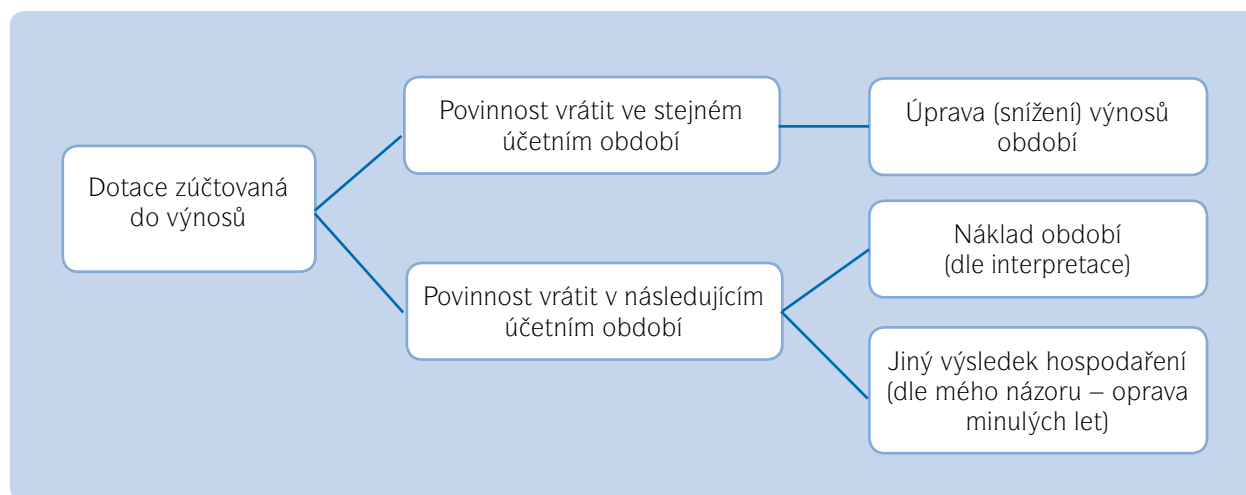 Dotace zúčtovaná
do výnosů
Povinnost vrátit ve stejném
účetním období
Úprava (snížení) výnosů
období
Povinnost vrátit v následujícím
účetním období
Náklad období
(dle interpretace)
Jiný výsledek hospodaření
(dle mého názoru – oprava
minulých let)